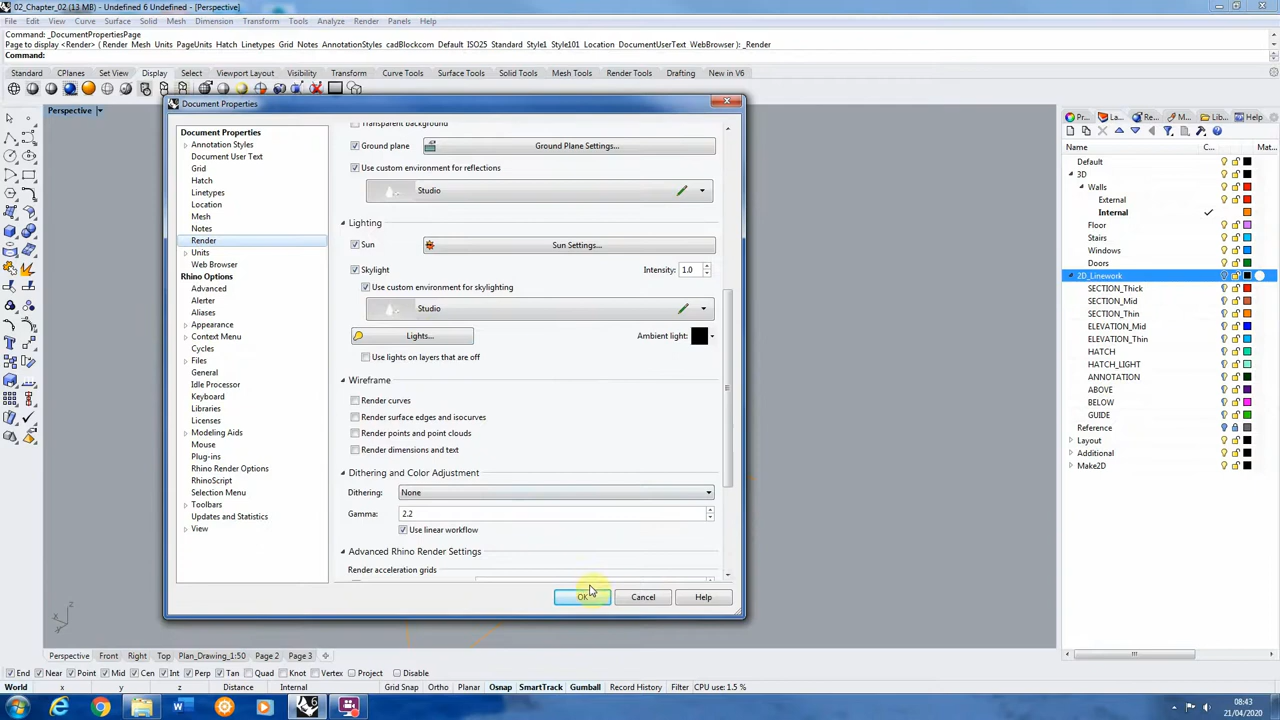 02_Chapter_02 (13 MB) - Undefined 6 Undefined - [Perspective]
File Edit View Curve Surface Solid Mesh Dimension Transform Tools Analyze Render Panels Help
Command: _DocumentPropertiesPage
Page to display <Render> ( Render Mesh Units PageUnits Hatch Linetypes Grid Notes AnnotationStyles cadBlockcom Default ISO25 Standard Style1 Style101 Location DocumentUserText WebBrowser ): _Render
Command:
Standard CPlanes Set View Display Select Viewport Layout Visibility Transform Curve Tools Surface Tools Solid Tools Mesh Tools Render Tools Drafting New in V6
Perspective
Document Properties
Document Properties
Annotation Styles
Document User Text
Grid
Hatch
Linetypes
Location
Mesh
Notes
Render
Units
Web Browser
Rhino Options
Advanced
Alerter
Aliases
Appearance
Context Menu
Cycles
Files
General
Idle Processor
Keyboard
Libraries
Licenses
Modeling Aids
Mouse
Plug-ins
Rhino Render Options
RhinoScript
Selection Menu
Toolbars
Updates and Statistics
View
Transparent background
Ground plane Ground Plane Settings...
Use custom environment for reflections
Studio
Lighting
Sun Sun Settings...
Skylight Intensity: 1.0
Use custom environment for skylighting
Studio
Lights... Ambient light:
Use lights on layers that are off
Wireframe
Render curves
Render surface edges and isocurves
Render points and point clouds
Render dimensions and text
Dithering and Color Adjustment
Dithering: None
Gamma: 2.2
Use linear workflow
Advanced Rhino Render Settings
Render acceleration grids
OK Cancel Help
Pr... La... Re... M... Lib... Help
Name C... Mat...
Default
3D
Walls
External
Internal
Floor
Stairs
Windows
Doors
2D_Linework
SECTION_Thick
SECTION_Mid
SECTION_Thin
ELEVATION_Mid
ELEVATION_Thin
HATCH
HATCH_LIGHT
ANNOTATION
ABOVE
BELOW
GUIDE
Reference
Layout
Additional
Make2D
z
x y
Perspective Front Right Top Plan_Drawing_1:50 Page 2 Page 3
End Near Point Mid Cen Int Perp Tan Quad Knot Vertex Project Disable
World x y z Distance Internal Grid Snap Ortho Planar Osnap SmartTrack Gumball Record History Filter CPU use: 1.5 %
08:43
21/04/2020